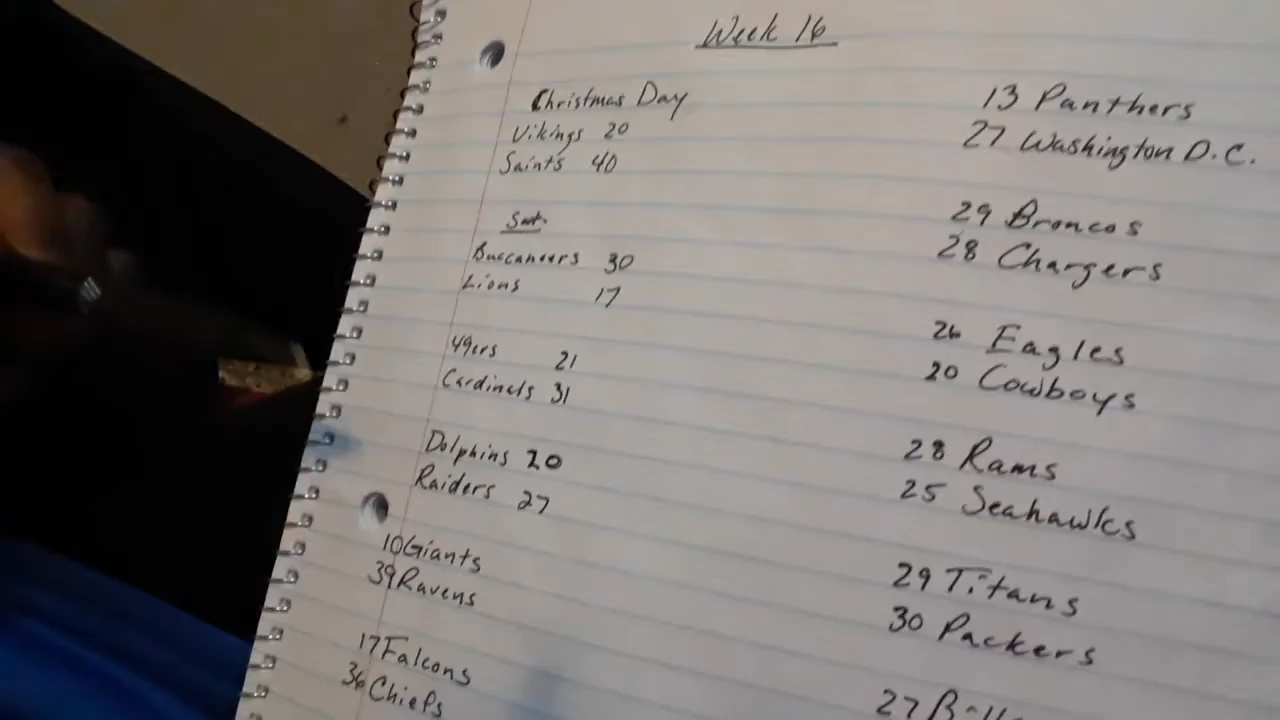 Week 16
Christmas Day
Vikings 20
Saints 40
Sat.
Buccaneers 30
Lions 17
49ers 21
Cardinels 31
Dolphins 20
Raiders 27
10 Giants
39 Ravens
17 Falcons
36 Chiefs
13 Panthers
27 Washington D.C.
29 Broncos
28 Chargers
26 Eagles
20 Cowboys
28 Rams
25 Seahawks
29 Titans
30 Packers
27